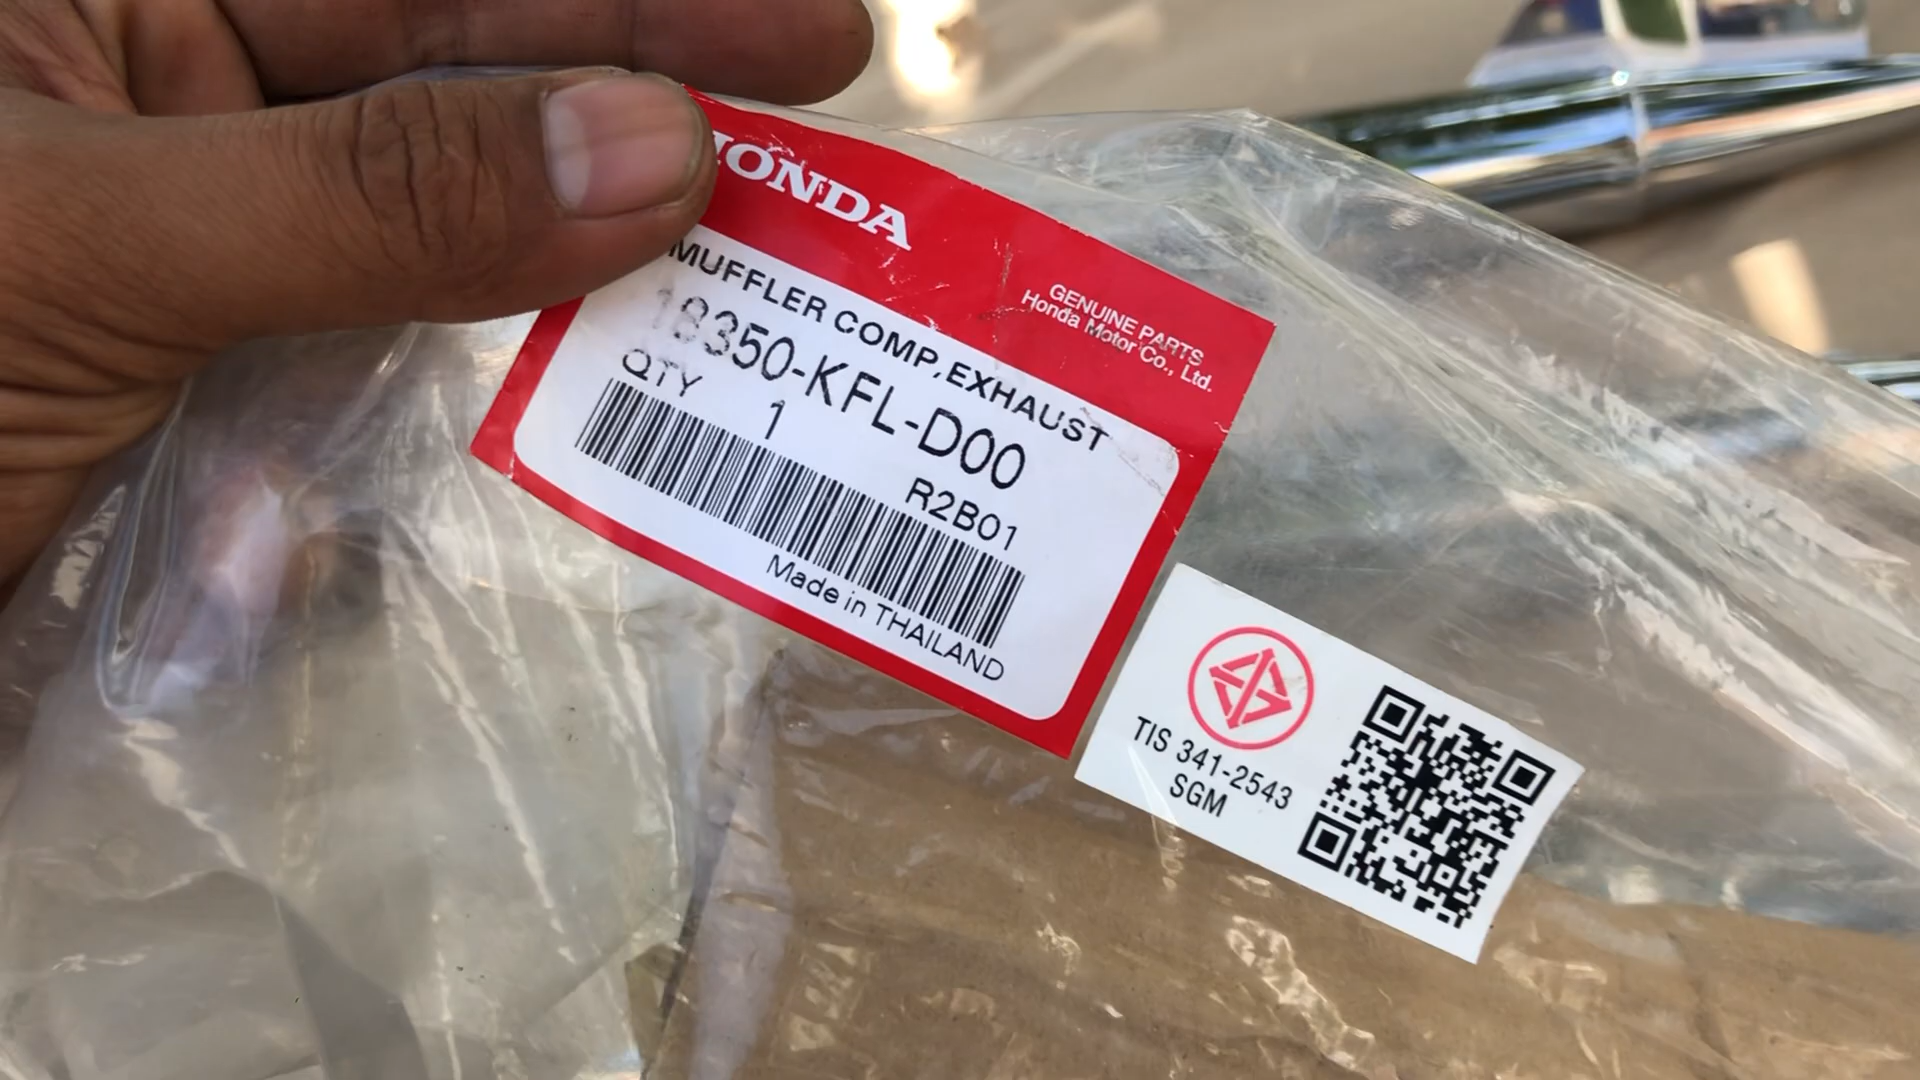 HONDA
GENUINE PARTS
Honda Motor Co., Ltd.
MUFFLER COMP,EXHAUST
18350-KFL-D00
QTY 1
R2B01
Made in THAILAND
TIS 341-2543
SGM